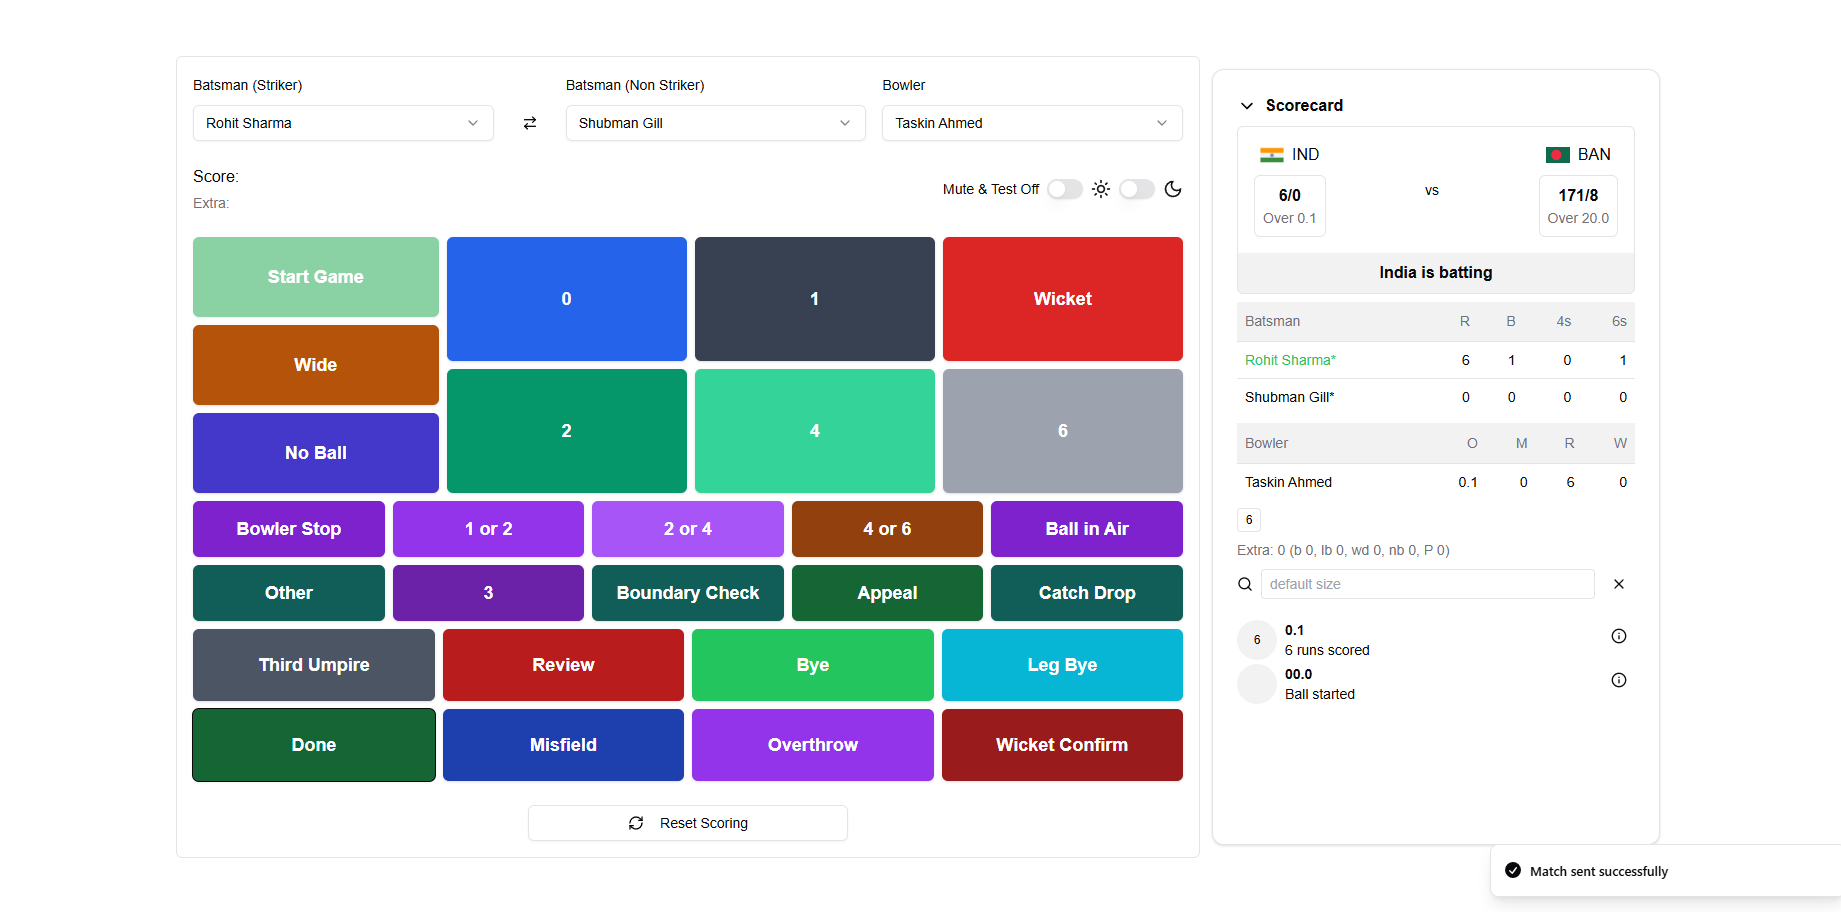 Batsman (Striker)
Batsman (Non Striker)
Bowler
Rohit Sharma
Shubman Gill
Taskin Ahmed
Score:
Extra:
Mute & Test Off
Start Game
0
1
Wicket
Wide
No Ball
2
4
6
Bowler Stop
1 or 2
2 or 4
4 or 6
Ball in Air
Other
3
Boundary Check
Appeal
Catch Drop
Third Umpire
Review
Bye
Leg Bye
Done
Misfield
Overthrow
Wicket Confirm
Reset Scoring
Scorecard
IND
BAN
6/0
Over 0.1
vs
171/8
Over 20.0
India is batting
Batsman R B 4s 6s
Rohit Sharma* 6 1 0 1
Shubman Gill* 0 0 0 0
Bowler O M R W
Taskin Ahmed 0.1 0 6 0
6
Extra: 0 (b 0, lb 0, wd 0, nb 0, P 0)
default size
6
0.1
6 runs scored
00.0
Ball started
Match sent successfully